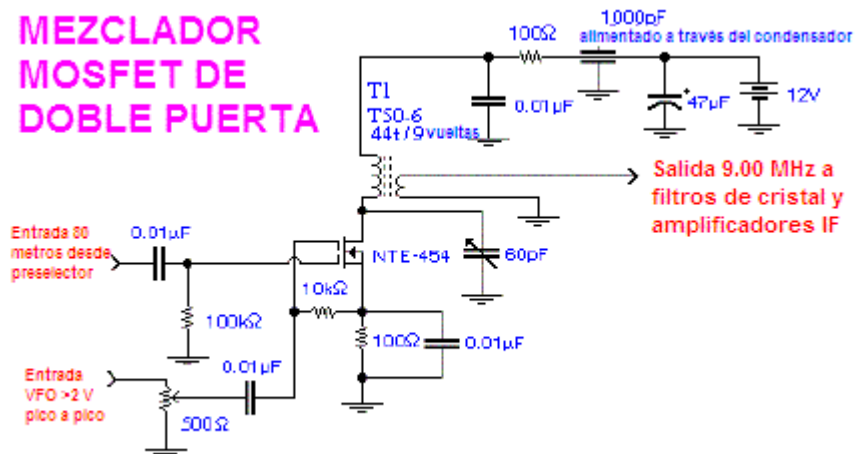 MEZCLADOR
MOSFET DE
DOBLE PUERTA
1,000pF
alimentado a través del condensador
100Ω
T1
T50-6
44t/9 vueltas
0.01µF
47µF
12V
Salida 9.00 MHz a
filtros de cristal y
amplificadores IF
Entrada 80
metros desde
preselector
0.01µF
NTE-454
60pF
10kΩ
100kΩ
100Ω
0.01µF
Entrada
VFO >2 V
pico a pico
0.01µF
500Ω